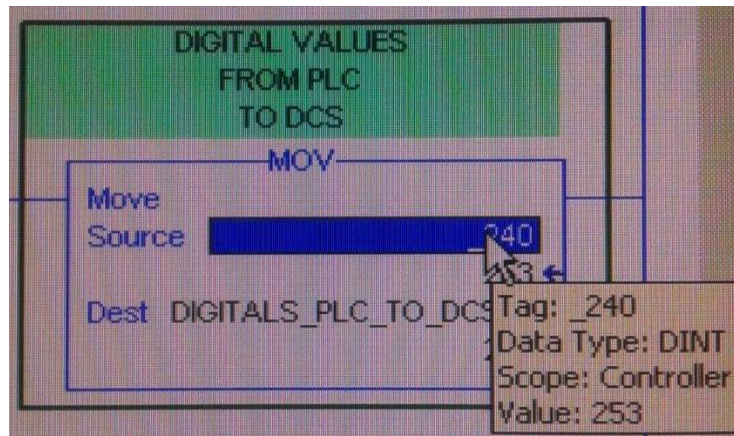 DIGITAL VALUES
FROM PLC
TO DCS
MOV
Move
Source _240
Dest DIGITALS_PLC_TO_DCS
Tag: _240
Data Type: DINT
Scope: Controller
Value: 253